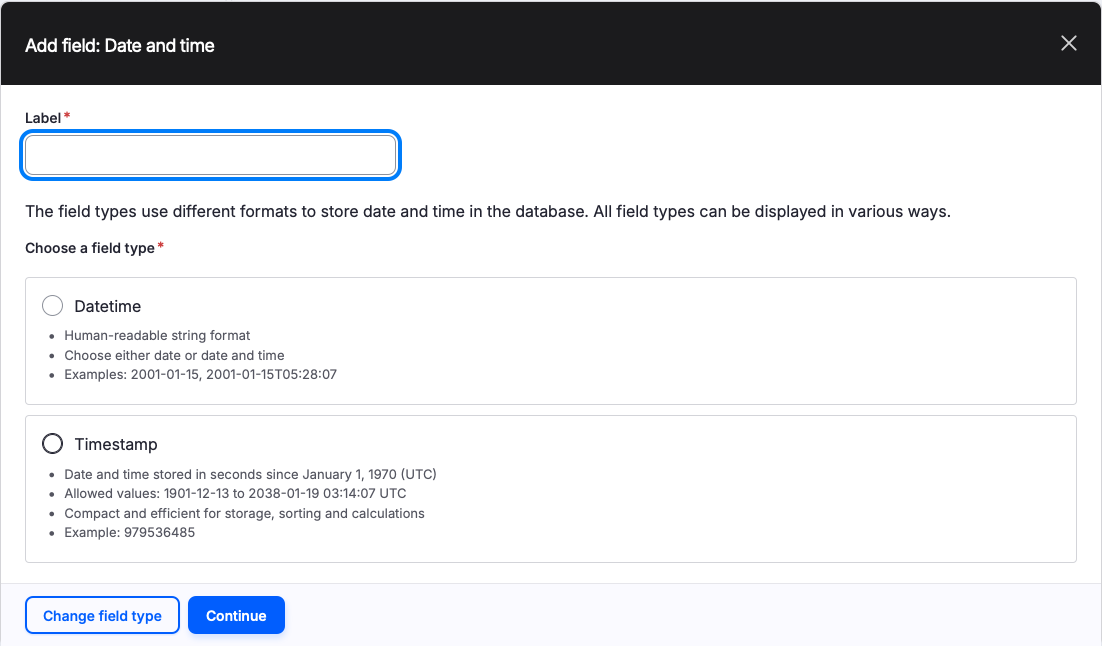 Add field: Date and time
Label*
The field types use different formats to store date and time in the database. All field types can be displayed in various ways.
Choose a field type*
Datetime
• Human-readable string format
• Choose either date or date and time
• Examples: 2001-01-15, 2001-01-15T05:28:07
Timestamp
• Date and time stored in seconds since January 1, 1970 (UTC)
• Allowed values: 1901-12-13 to 2038-01-19 03:14:07 UTC
• Compact and efficient for storage, sorting and calculations
• Example: 979536485
Change field type
Continue